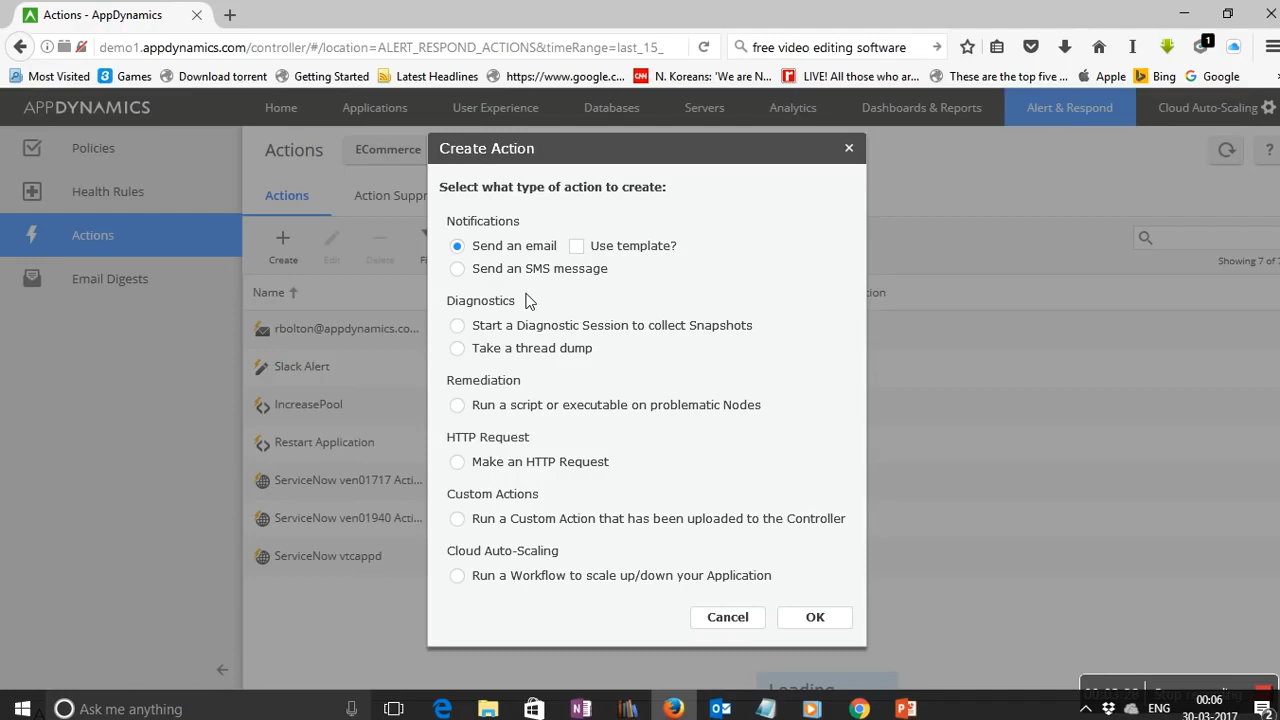 Actions - AppDynamics
demo1.appdynamics.com/controller/#/location=ALERT_RESPOND_ACTIONS&timeRange=last_15_
free video editing software
1
Most Visited
Games
Download torrent
Getting Started
Latest Headlines
https://www.google.c...
N. Koreans: 'We are N...
LIVE! All those who ar...
These are the top five ...
Apple
Bing
Google
APPDYNAMICS
Home
Applications
User Experience
Databases
Servers
Analytics
Dashboards & Reports
Alert & Respond
Cloud Auto-Scaling
Policies
Health Rules
Actions
Email Digests
Actions
ECommerce
Actions
Action Suppr
Create
Edit
Delete
Showing 7 of 7
Name
rbolton@appdynamics.co...
Slack Alert
IncreasePool
Restart Application
ServiceNow ven01717 Acti...
ServiceNow ven01940 Acti...
ServiceNow vtcappd
Create Action
Select what type of action to create:
Notifications
Send an email
Use template?
Send an SMS message
Diagnostics
Start a Diagnostic Session to collect Snapshots
Take a thread dump
Remediation
Run a script or executable on problematic Nodes
HTTP Request
Make an HTTP Request
Custom Actions
Run a Custom Action that has been uploaded to the Controller
Cloud Auto-Scaling
Run a Workflow to scale up/down your Application
Cancel
OK
Loading
Ask me anything
ENG
00:06
30-03-2017